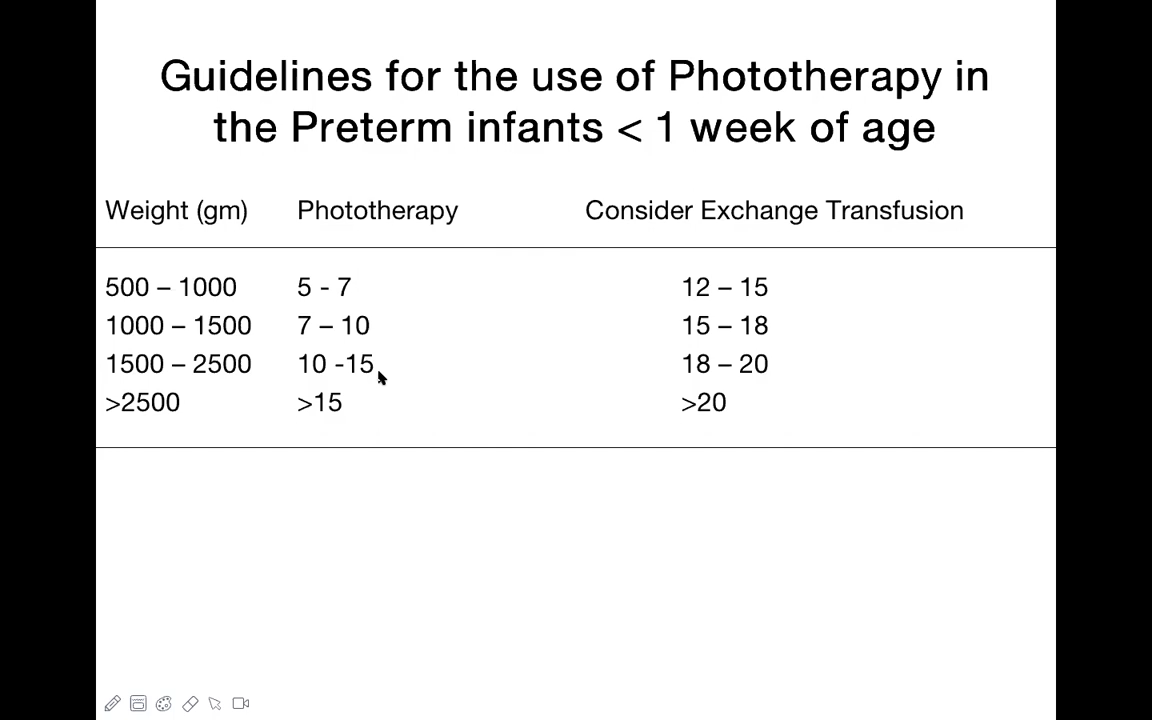 Guidelines for the use of Phototherapy in
the Preterm infants < 1 week of age
Weight (gm) Phototherapy Consider Exchange Transfusion
500 – 1000 5 - 7 12 – 15
1000 – 1500 7 – 10 15 – 18
1500 – 2500 10 -15 18 – 20
>2500 >15 >20